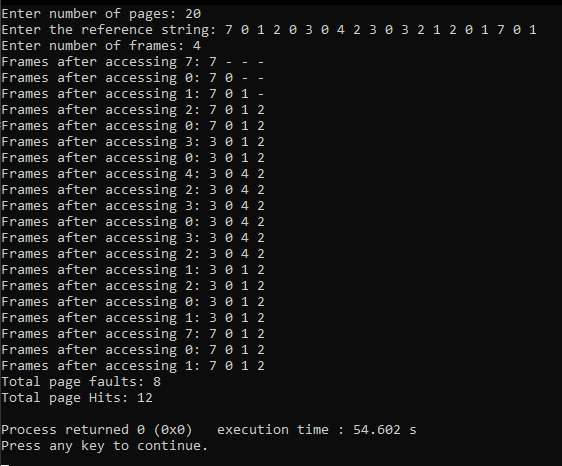 Enter number of pages: 20
Enter the reference string: 7 0 1 2 0 3 0 4 2 3 0 3 2 1 2 0 1 7 0 1
Enter number of frames: 4
Frames after accessing 7: 7 - - -
Frames after accessing 0: 7 0 - -
Frames after accessing 1: 7 0 1 -
Frames after accessing 2: 7 0 1 2
Frames after accessing 0: 7 0 1 2
Frames after accessing 3: 3 0 1 2
Frames after accessing 0: 3 0 1 2
Frames after accessing 4: 3 0 4 2
Frames after accessing 2: 3 0 4 2
Frames after accessing 3: 3 0 4 2
Frames after accessing 0: 3 0 4 2
Frames after accessing 3: 3 0 4 2
Frames after accessing 2: 3 0 4 2
Frames after accessing 1: 3 0 1 2
Frames after accessing 2: 3 0 1 2
Frames after accessing 0: 3 0 1 2
Frames after accessing 1: 3 0 1 2
Frames after accessing 7: 7 0 1 2
Frames after accessing 0: 7 0 1 2
Frames after accessing 1: 7 0 1 2
Total page faults: 8
Total page Hits: 12
Process returned 0 (0x0)   execution time : 54.602 s
Press any key to continue.